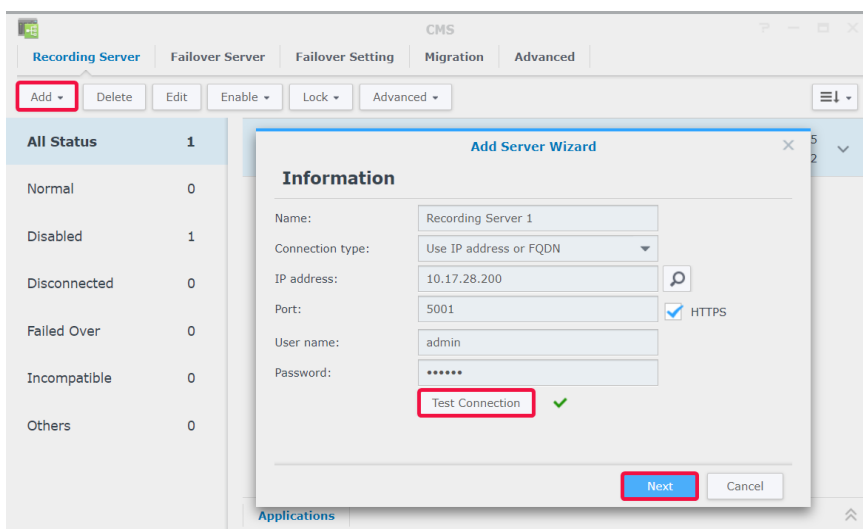 CMS
Recording Server Failover Server Failover Setting Migration Advanced
Add Delete Edit Enable Lock Advanced
All Status 1
Normal 0
Disabled 1
Disconnected 0
Failed Over 0
Incompatible 0
Others 0
5
2
Add Server Wizard
Information
Name: Recording Server 1
Connection type: Use IP address or FQDN
IP address: 10.17.28.200
Port: 5001 HTTPS
User name: admin
Password: ••••••
Test Connection
Next Cancel
Applications